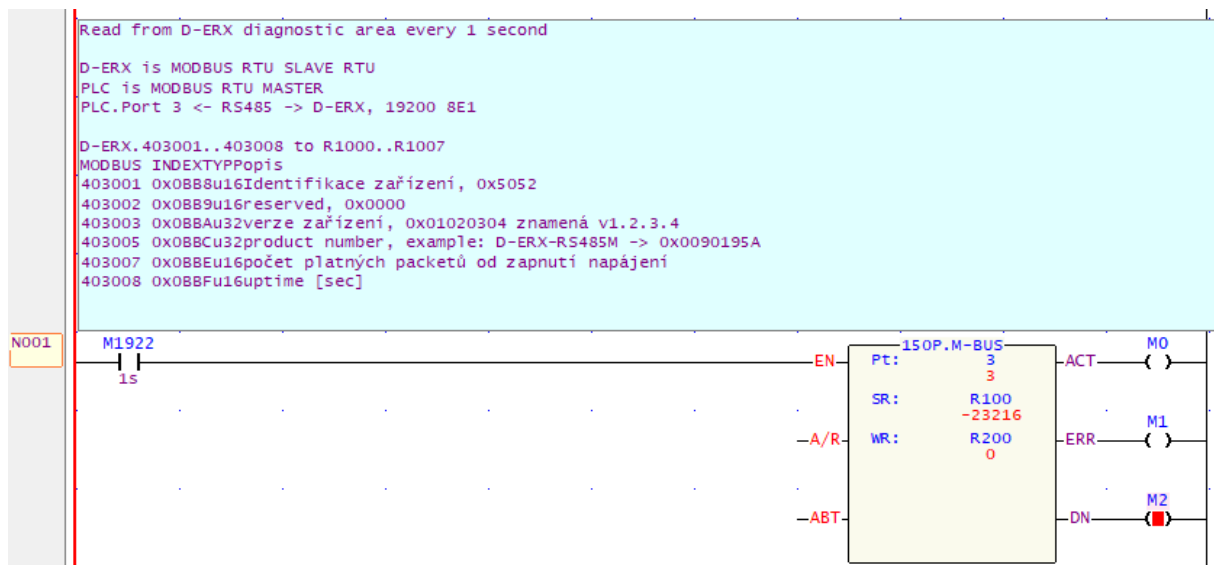 Read from D-ERX diagnostic area every 1 second
D-ERX is MODBUS RTU SLAVE RTU
PLC is MODBUS RTU MASTER
PLC.Port 3 <- RS485 -> D-ERX, 19200 8E1
D-ERX.403001..403008 to R1000..R1007
MODBUS INDEXTYPPopis
403001 0x0BB8u16Identifikace zařízení, 0x5052
403002 0x0BB9u16reserved, 0x0000
403003 0x0BBAu32verze zařízení, 0x01020304 znamená v1.2.3.4
403005 0x0BBCu32product number, example: D-ERX-RS485M -> 0x0090195A
403007 0x0BBEu16počet platných packetů od zapnutí napájení
403008 0x0BBFu16uptime [sec]
N001 M1922 150P.M-BUS M0
EN Pt: 3 ACT
1s 3
SR: R100
-23216 M1
A/R WR: R200 ERR
0
M2
ABT DN